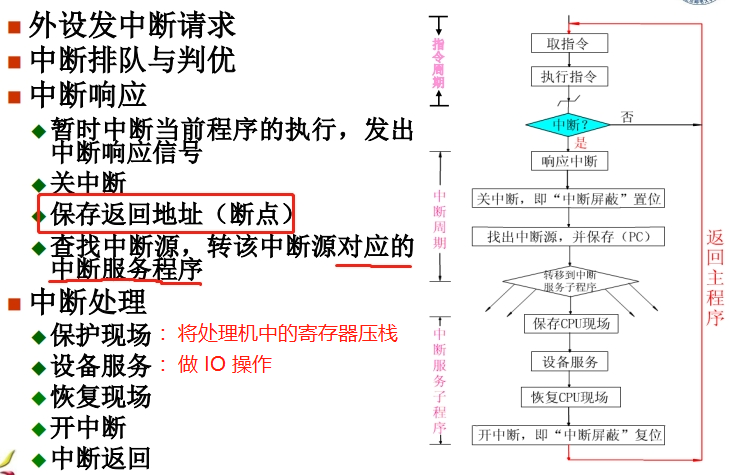 外设发中断请求
中断排队与判优
中断响应
暂时中断当前程序的执行，发出
中断响应信号
关中断
保存返回地址（断点）
查找中断源，转该中断源对应的
中断服务程序
中断处理
保护现场：将处理机中的寄存器压栈
设备服务：做 IO 操作
恢复现场
开中断
中断返回
指令周期
取指令
执行指令
中断？
否
是
中断周期
响应中断
关中断，即“中断屏蔽”置位
找出中断源，并保存（PC）
转移到中断
服务子程序
中断服务子程序
保存CPU现场
设备服务
恢复CPU现场
开中断，即“中断屏蔽”复位
返回主程序